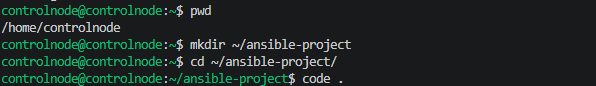 controlnode@controlnode:~$ pwd
/home/controlnode
controlnode@controlnode:~$ mkdir ~/ansible-project
controlnode@controlnode:~$ cd ~/ansible-project/
controlnode@controlnode:~/ansible-project$ code .